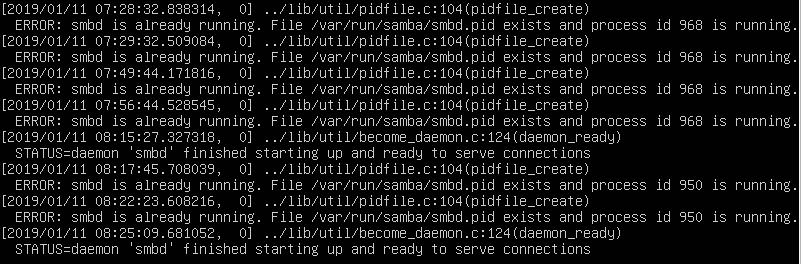 [2019/01/11 07:28:32.838314,  0] ../lib/util/pidfile.c:104(pidfile_create)
  ERROR: smbd is already running. File /var/run/samba/smbd.pid exists and process id 968 is running.
[2019/01/11 07:29:32.509084,  0] ../lib/util/pidfile.c:104(pidfile_create)
  ERROR: smbd is already running. File /var/run/samba/smbd.pid exists and process id 968 is running.
[2019/01/11 07:49:44.171816,  0] ../lib/util/pidfile.c:104(pidfile_create)
  ERROR: smbd is already running. File /var/run/samba/smbd.pid exists and process id 968 is running.
[2019/01/11 07:56:44.528545,  0] ../lib/util/pidfile.c:104(pidfile_create)
  ERROR: smbd is already running. File /var/run/samba/smbd.pid exists and process id 968 is running.
[2019/01/11 08:15:27.327318,  0] ../lib/util/become_daemon.c:124(daemon_ready)
  STATUS=daemon 'smbd' finished starting up and ready to serve connections
[2019/01/11 08:17:45.708039,  0] ../lib/util/pidfile.c:104(pidfile_create)
  ERROR: smbd is already running. File /var/run/samba/smbd.pid exists and process id 950 is running.
[2019/01/11 08:22:23.608216,  0] ../lib/util/pidfile.c:104(pidfile_create)
  ERROR: smbd is already running. File /var/run/samba/smbd.pid exists and process id 950 is running.
[2019/01/11 08:25:09.681052,  0] ../lib/util/become_daemon.c:124(daemon_ready)
  STATUS=daemon 'smbd' finished starting up and ready to serve connections